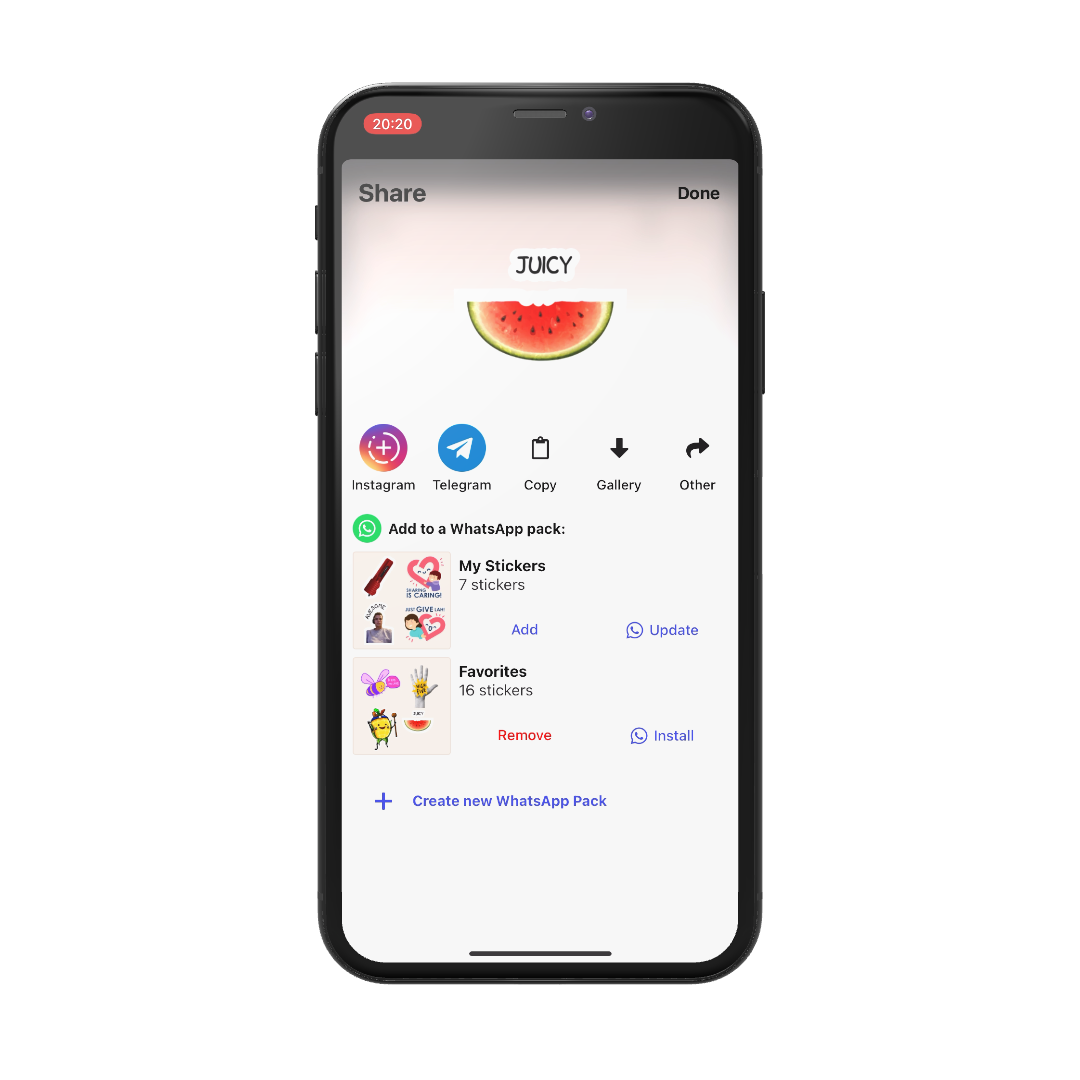 20:20
Share
Done
JUICY
Instagram
Telegram
Copy
Gallery
Other
Add to a WhatsApp pack:
SHARING
IS CARING!
AWESOME
JUST GIVE LAH!
My Stickers
7 stickers
Add
Update
JUICY
Favorites
16 stickers
Remove
Install
Create new WhatsApp Pack